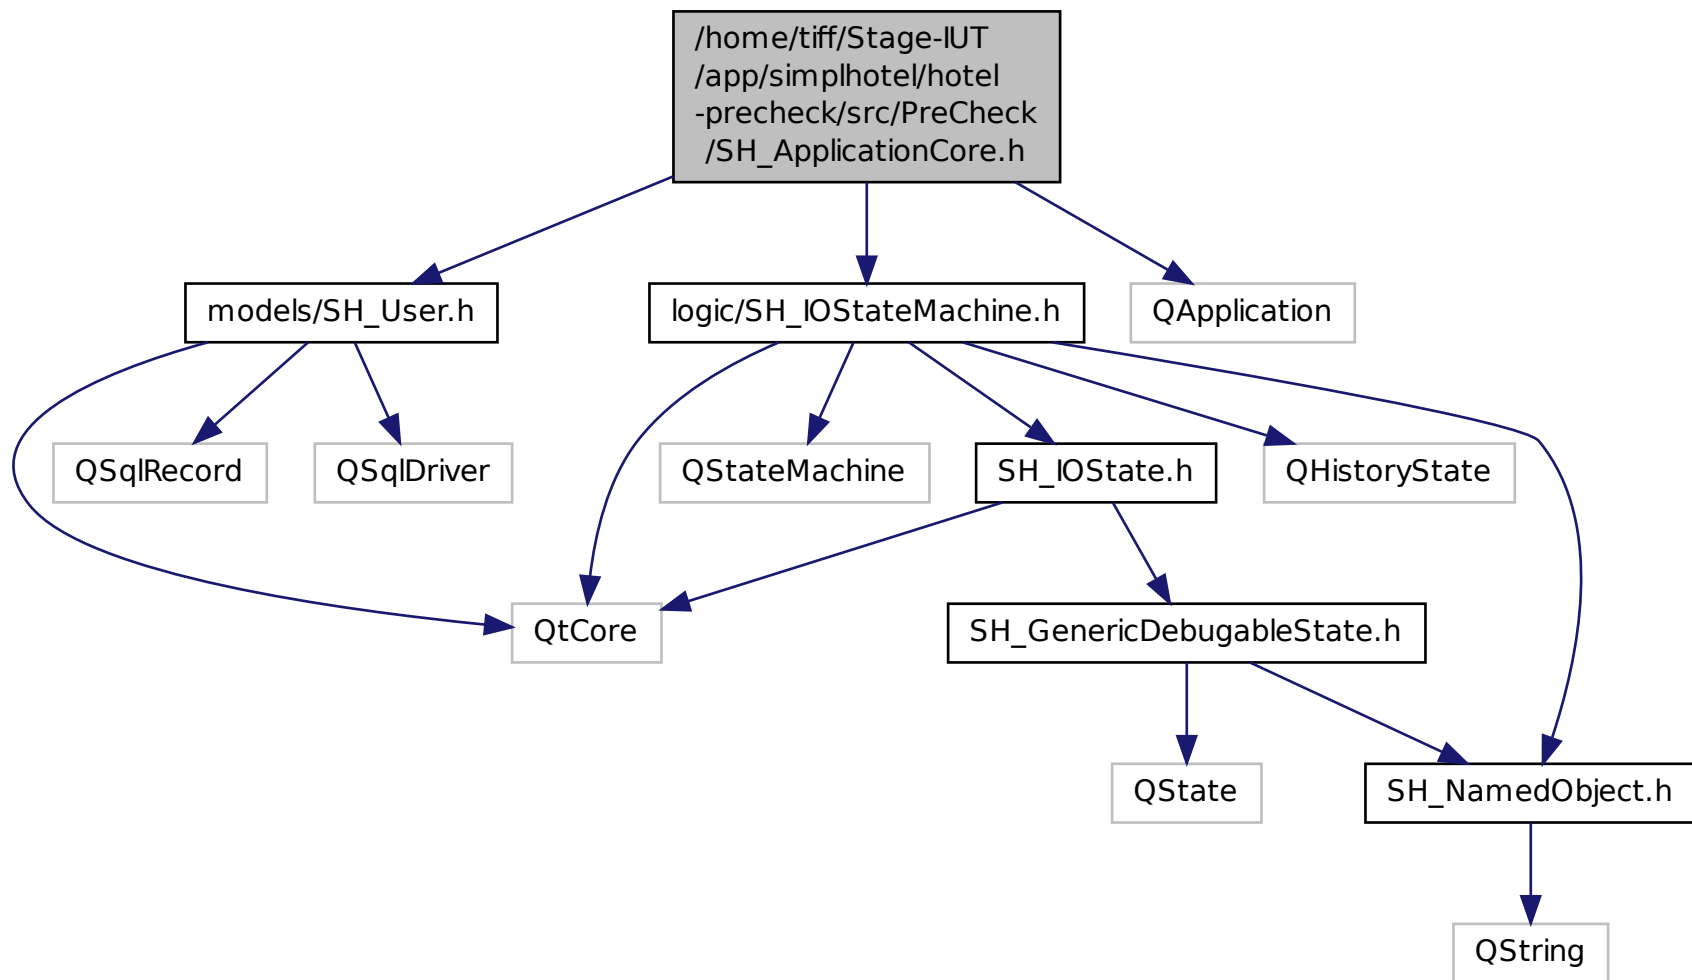 /home/tiff/Stage-IUT
/app/simplhotel/hotel
-precheck/src/PreCheck
/SH_ApplicationCore.h
models/SH_User.h
logic/SH_IOStateMachine.h
QApplication
QSqlRecord
QSqlDriver
QStateMachine
SH_IOState.h
QHistoryState
QtCore
SH_GenericDebugableState.h
QState
SH_NamedObject.h
QString